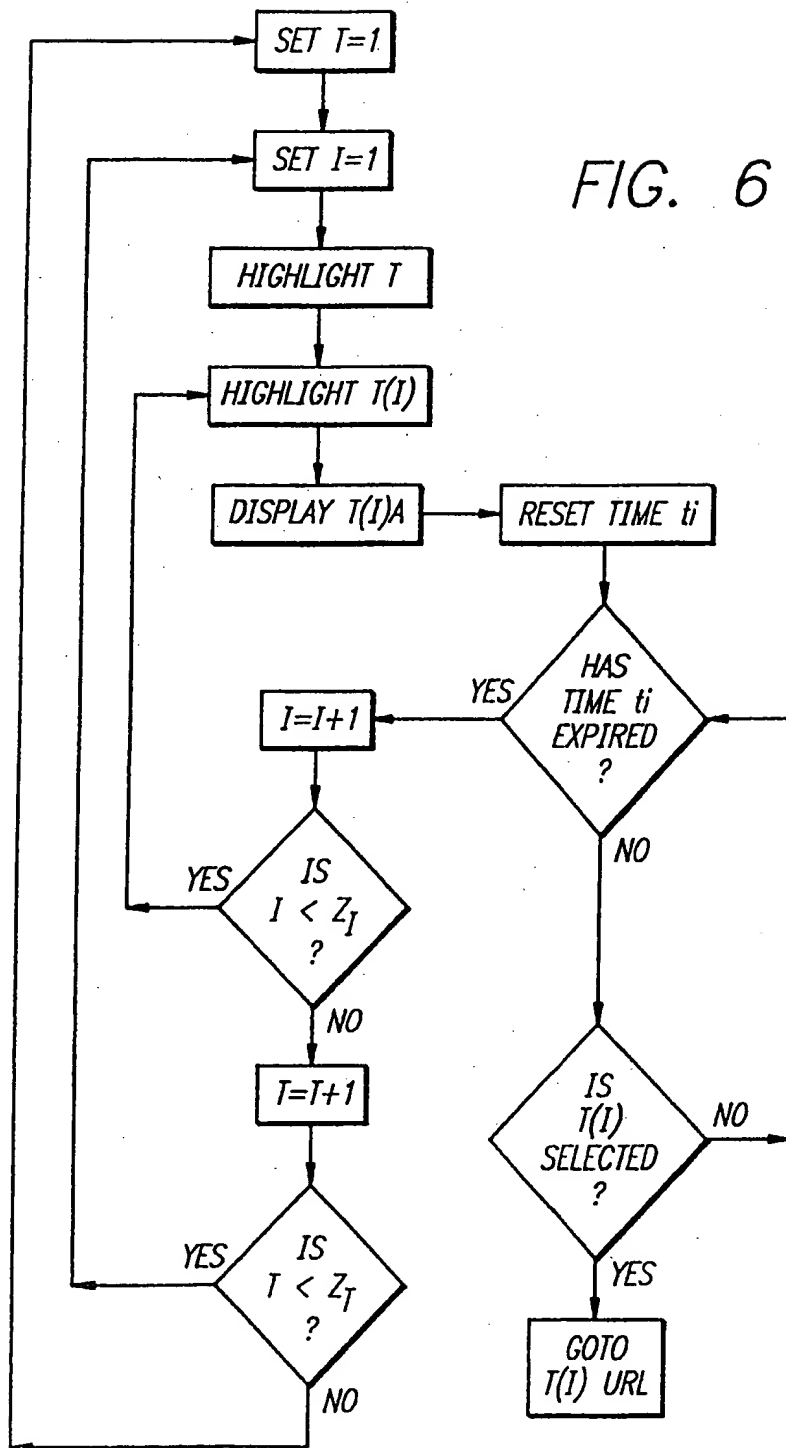 SET T=1
SET I=1
FIG. 6
HIGHLIGHT T
HIGHLIGHT T(I)
DISPLAY T(I)A
RESET TIME ti
HAS
TIME ti
EXPIRED
?
YES
NO
I=I+1
IS
I < Z_I
?
YES
NO
T=T+1
IS
T(I)
SELECTED
?
NO
YES
IS
T < Z_T
?
YES
NO
GOTO
T(I) URL